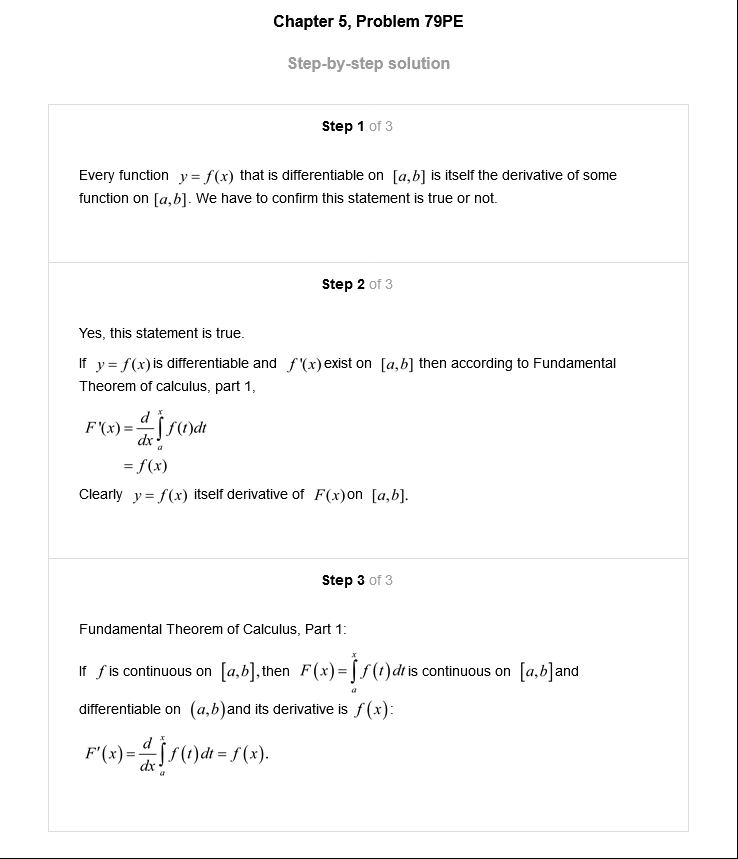 Chapter 5, Problem 79PE
Step-by-step solution
Step 1 of 3
Every function y = f(x) that is differentiable on [a,b] is itself the derivative of some
function on [a,b]. We have to confirm this statement is true or not.
Step 2 of 3
Yes, this statement is true.
If y = f(x) is differentiable and f'(x) exist on [a,b] then according to Fundamental
Theorem of calculus, part 1,
F'(x) = d/dx ∫_a^x f(t)dt
= f(x)
Clearly y = f(x) itself derivative of F(x) on [a,b].
Step 3 of 3
Fundamental Theorem of Calculus, Part 1:
If f is continuous on [a,b], then F(x) = ∫_a^x f(t)dt is continuous on [a,b] and
differentiable on (a,b) and its derivative is f(x):
F'(x) = d/dx ∫_a^x f(t)dt = f(x).